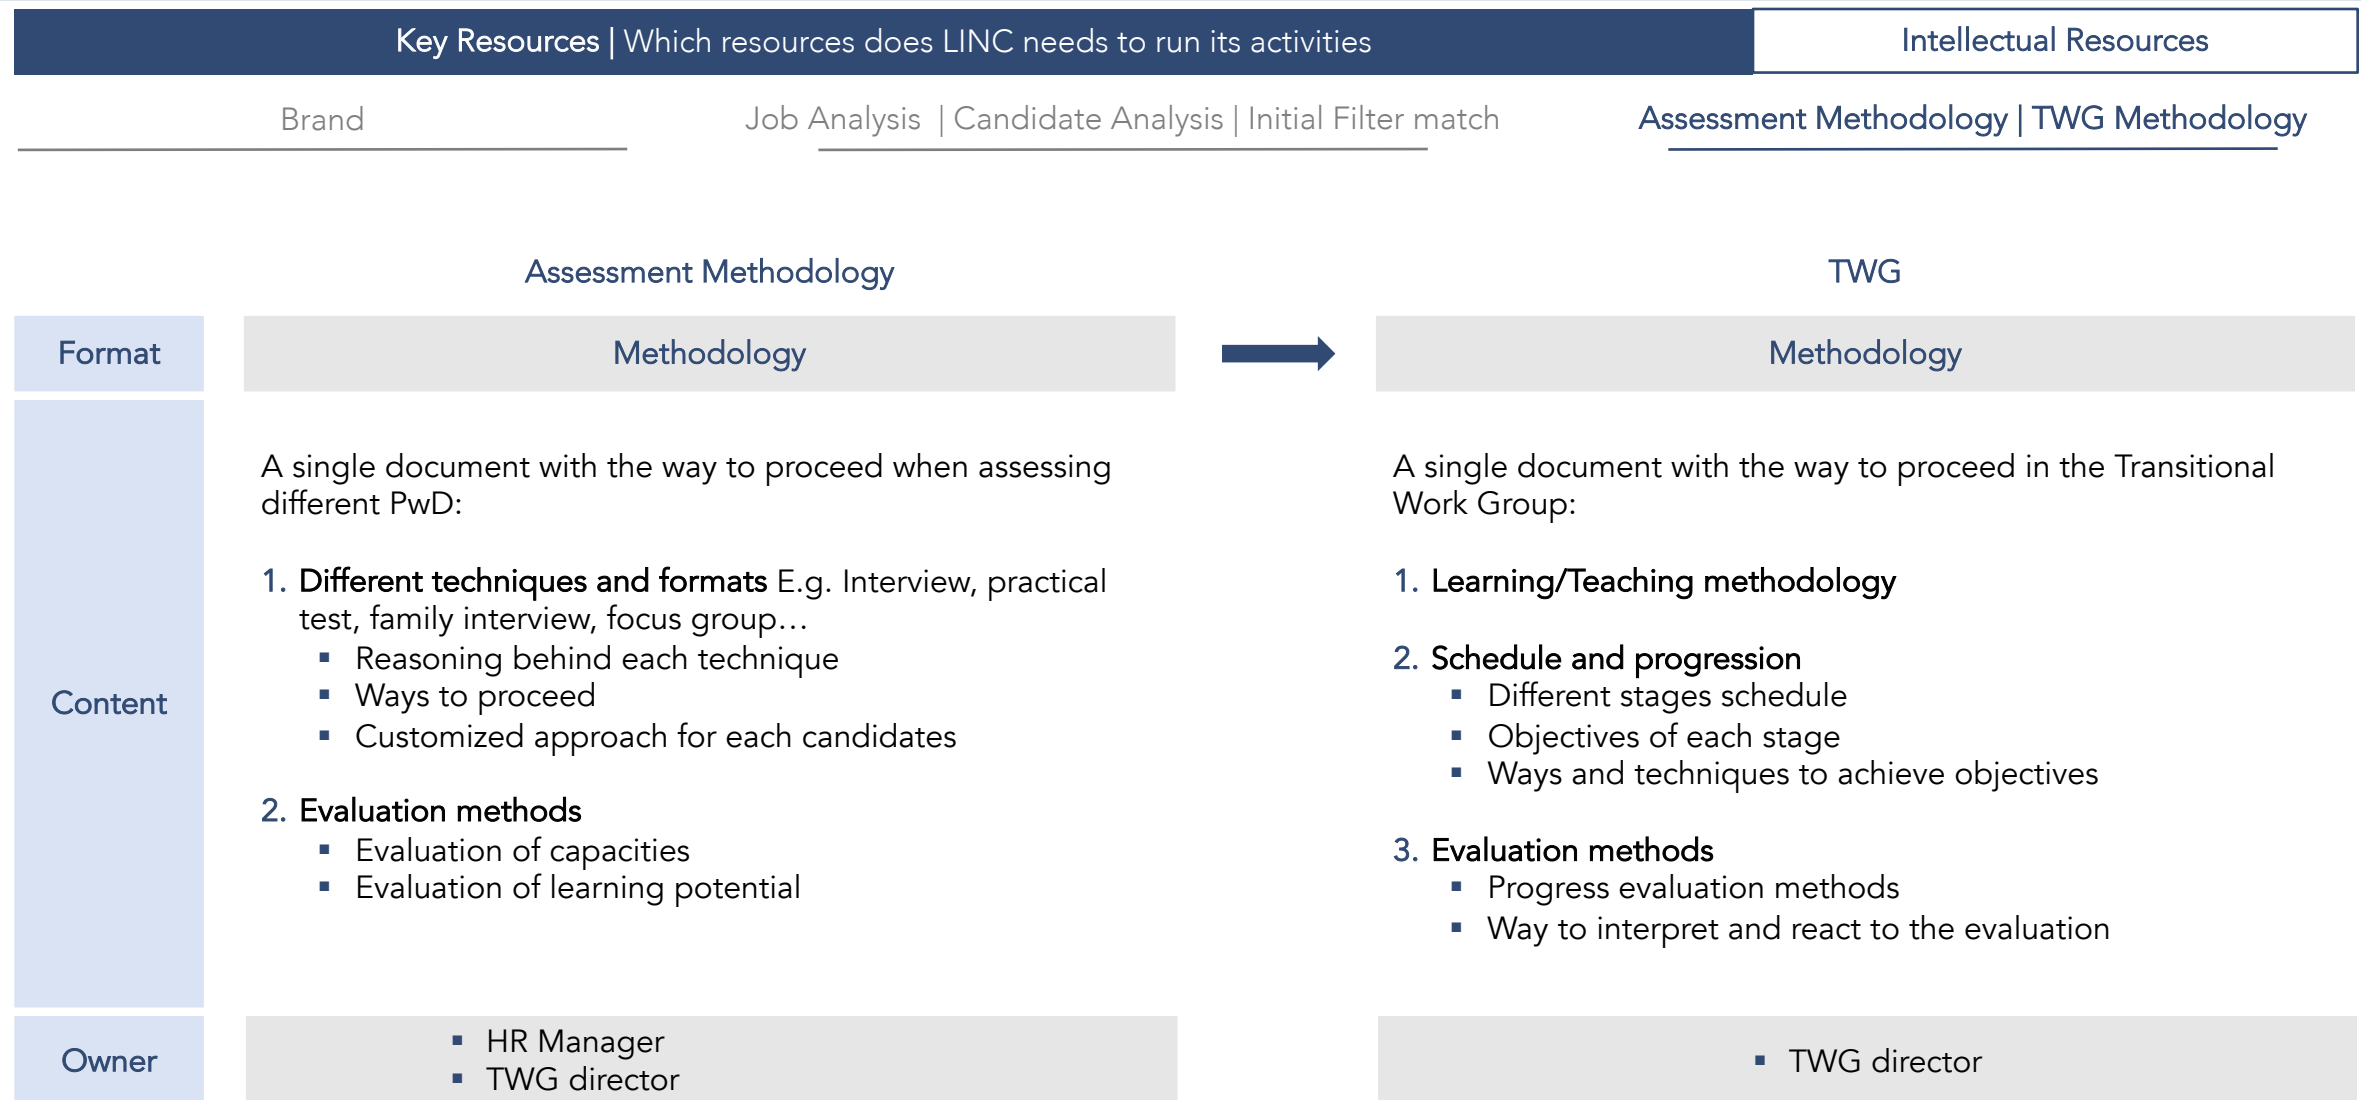 Key Resources | Which resources does LINC needs to run its activities
Intellectual Resources
Brand
Job Analysis | Candidate Analysis | Initial Filter match
Assessment Methodology | TWG Methodology
Assessment Methodology
TWG
Format
Methodology
Methodology
Content
A single document with the way to proceed when assessing
different PwD:
1. Different techniques and formats E.g. Interview, practical
test, family interview, focus group...
▪ Reasoning behind each technique
▪ Ways to proceed
▪ Customized approach for each candidates
2. Evaluation methods
▪ Evaluation of capacities
▪ Evaluation of learning potential
A single document with the way to proceed in the Transitional
Work Group:
1. Learning/Teaching methodology
2. Schedule and progression
▪ Different stages schedule
▪ Objectives of each stage
▪ Ways and techniques to achieve objectives
3. Evaluation methods
▪ Progress evaluation methods
▪ Way to interpret and react to the evaluation
Owner
▪ HR Manager
▪ TWG director
▪ TWG director